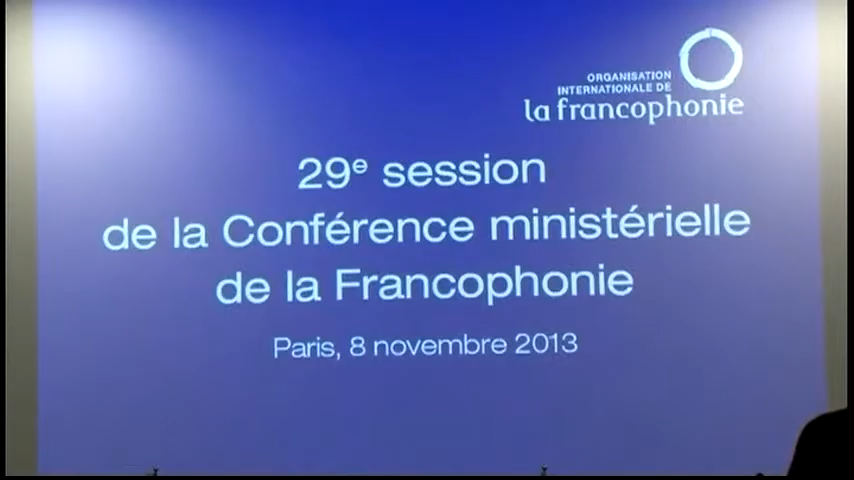 ORGANISATION
INTERNATIONALE DE
la francophonie
29e session
de la Conférence ministérielle
de la Francophonie
Paris, 8 novembre 2013